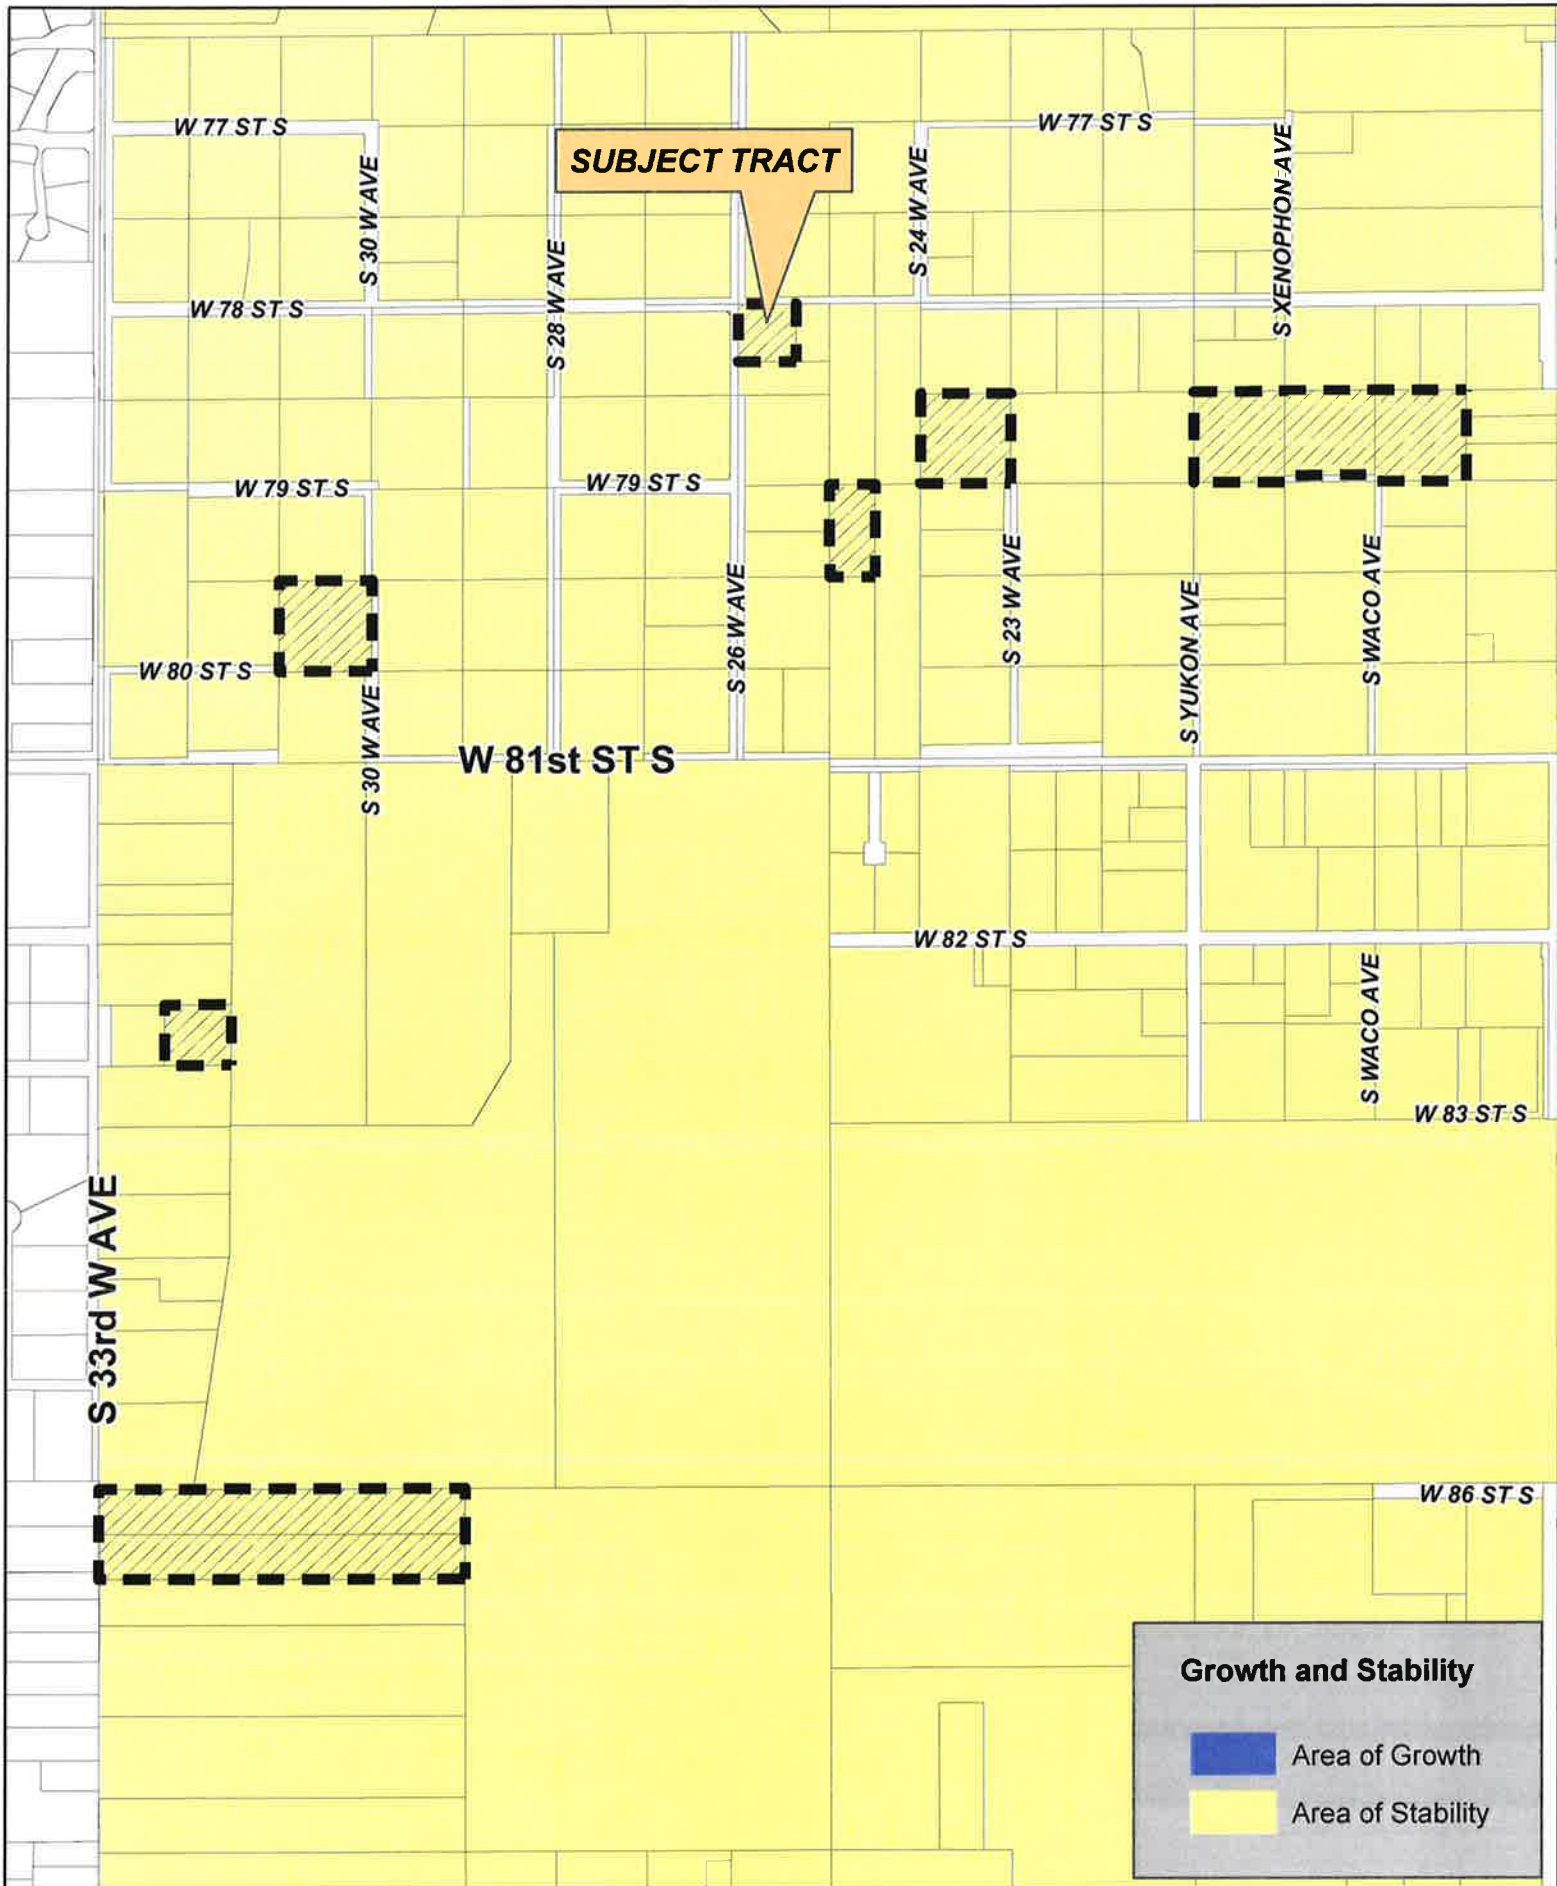 W 77 ST S
W 77 ST S
SUBJECT TRACT
S 30 W AVE
S 24 W AVE
S XENOPHON AVE
S 28 W AVE
W 78 ST S
W 79 ST S
W 79 ST S
S 26 W AVE
S 23 W AVE
S YUKON AVE
S WACO AVE
W 80 ST S
S 30 W AVE
W 81st ST S
W 82 ST S
S WACO AVE
W 83 ST S
S 33rd W AVE
W 86 ST S
Growth and Stability
Area of Growth
Area of Stability